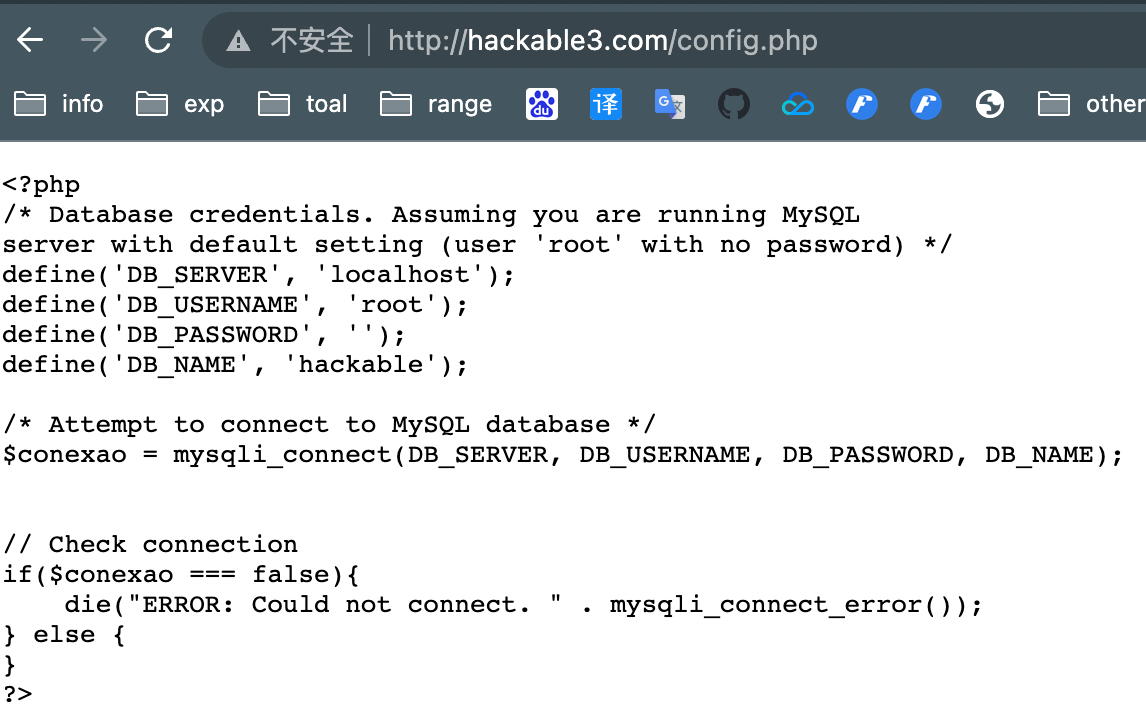 不安全 http://hackable3.com/config.php
info exp toal range du 译 G 文 other
<?php
/* Database credentials. Assuming you are running MySQL
server with default setting (user 'root' with no password) */
define('DB_SERVER', 'localhost');
define('DB_USERNAME', 'root');
define('DB_PASSWORD', '');
define('DB_NAME', 'hackable');
/* Attempt to connect to MySQL database */
$conexao = mysqli_connect(DB_SERVER, DB_USERNAME, DB_PASSWORD, DB_NAME);
// Check connection
if($conexao === false){
    die("ERROR: Could not connect. " . mysqli_connect_error());
} else {
}
?>